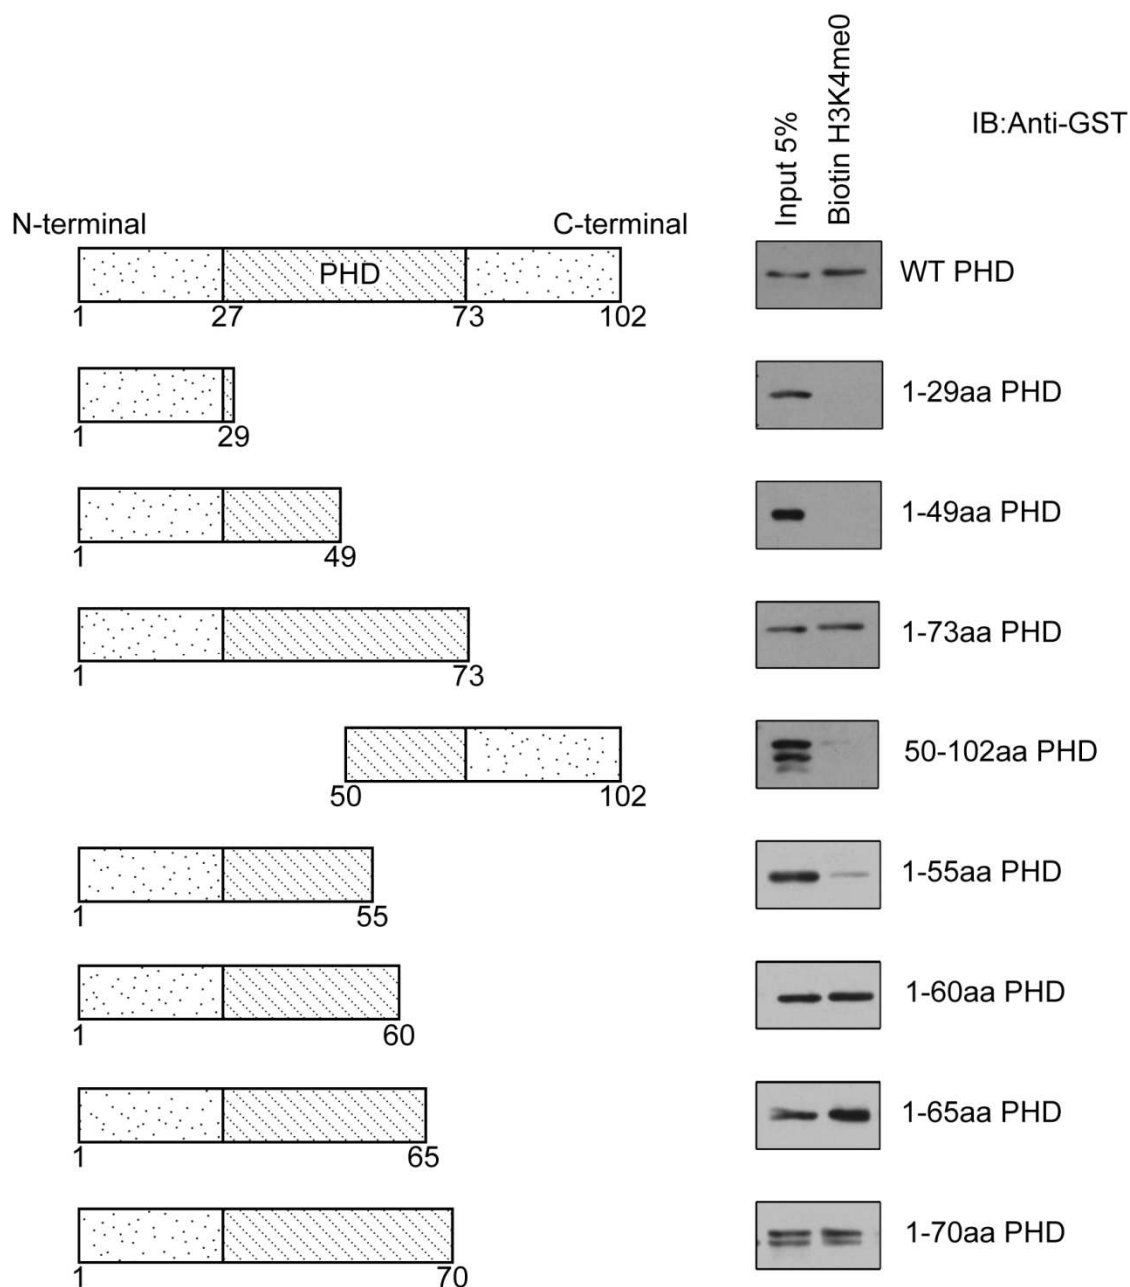 Input 5%
Biotin H3K4me0
IB:Anti-GST
N-terminal
C-terminal
PHD
1 27 73 102
WT PHD
1 29
1-29aa PHD
1 49
1-49aa PHD
1 73
1-73aa PHD
50 102
50-102aa PHD
1 55
1-55aa PHD
1 60
1-60aa PHD
1 65
1-65aa PHD
1 70
1-70aa PHD